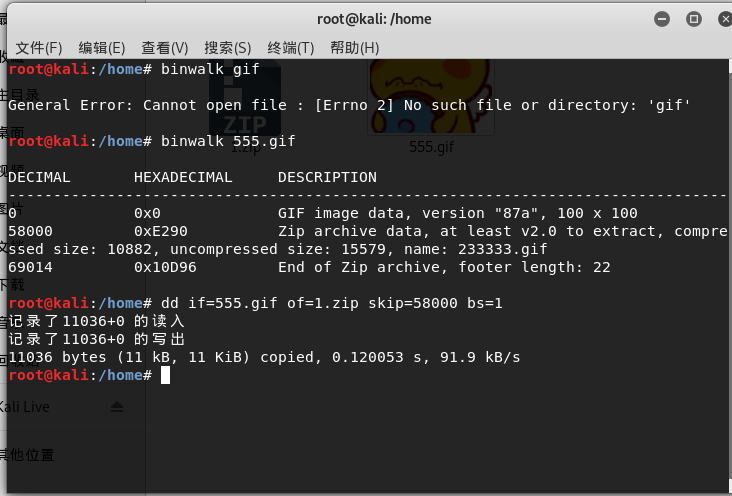 root@kali: /home
文件(F) 编辑(E) 查看(V) 搜索(S) 终端(T) 帮助(H)
root@kali:/home# binwalk gif
General Error: Cannot open file : [Errno 2] No such file or directory: 'gif'
root@kali:/home# binwalk 555.gif
ZIP
1.zip
555.gif
DECIMAL HEXADECIMAL DESCRIPTION
--------------------------------------------------------------------------------
0 0x0 GIF image data, version "87a", 100 x 100
58000 0xE290 Zip archive data, at least v2.0 to extract, compre
ssed size: 10882, uncompressed size: 15579, name: 233333.gif
69014 0x10D96 End of Zip archive, footer length: 22
root@kali:/home# dd if=555.gif of=1.zip skip=58000 bs=1
记录了11036+0 的读入
记录了11036+0 的写出
11036 bytes (11 kB, 11 KiB) copied, 0.120053 s, 91.9 kB/s
root@kali:/home#
Kali Live
其他位置